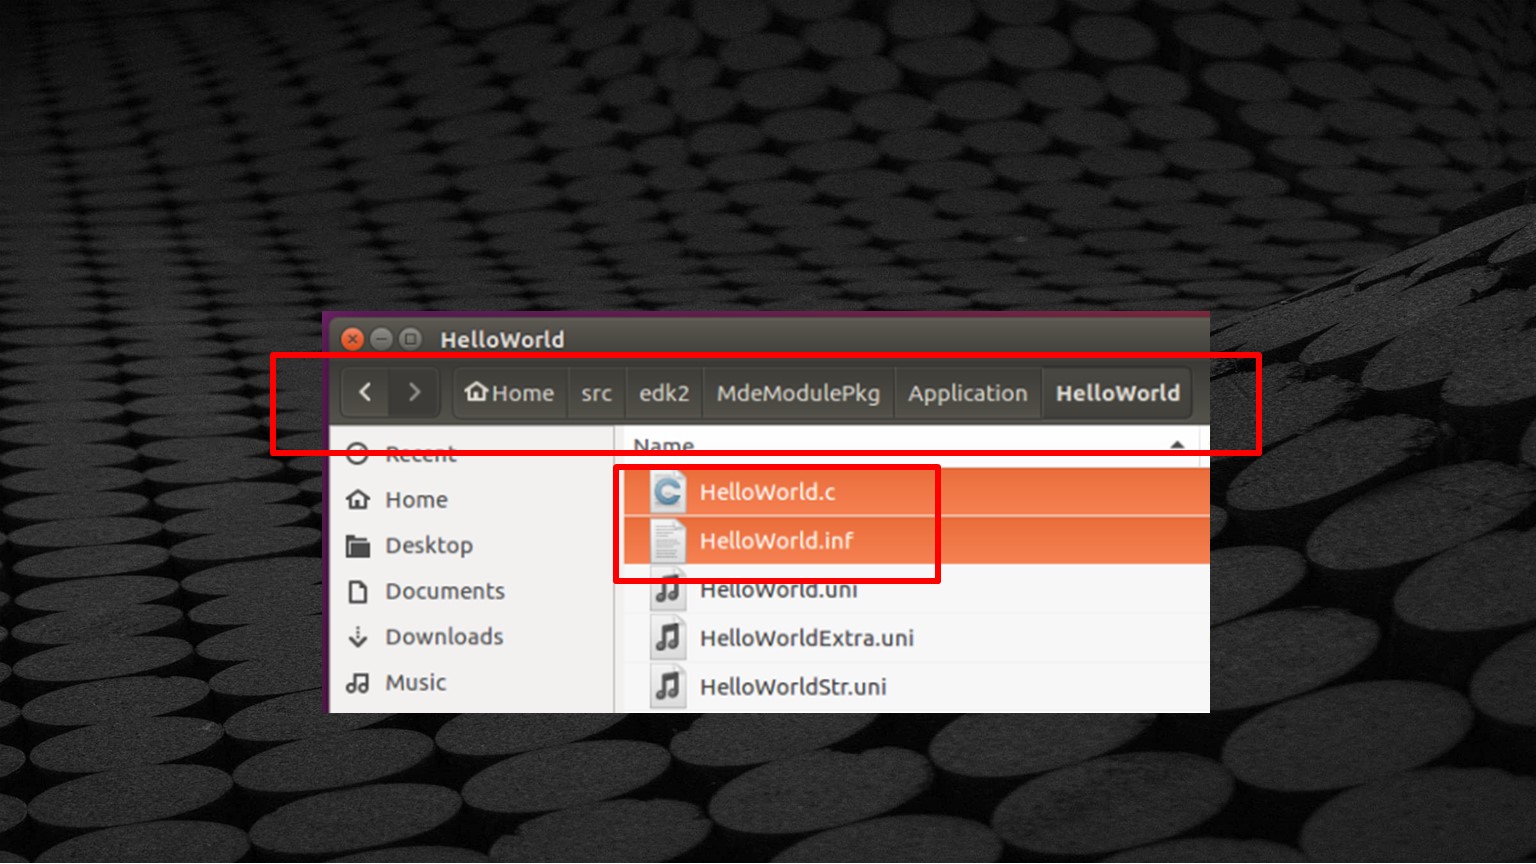 HelloWorld
Home src edk2 MdeModulePkg Application HelloWorld
Recent
Home
Desktop
Documents
Downloads
Music
Name
HelloWorld.c
HelloWorld.inf
HelloWorld.uni
HelloWorldExtra.uni
HelloWorldStr.uni